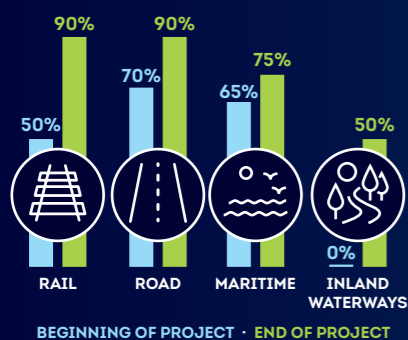 90%
90%
70%
75%
65%
50%
50%
0%
RAIL
ROAD
MARITIME
INLAND
WATERWAYS
BEGINNING OF PROJECT · END OF PROJECT